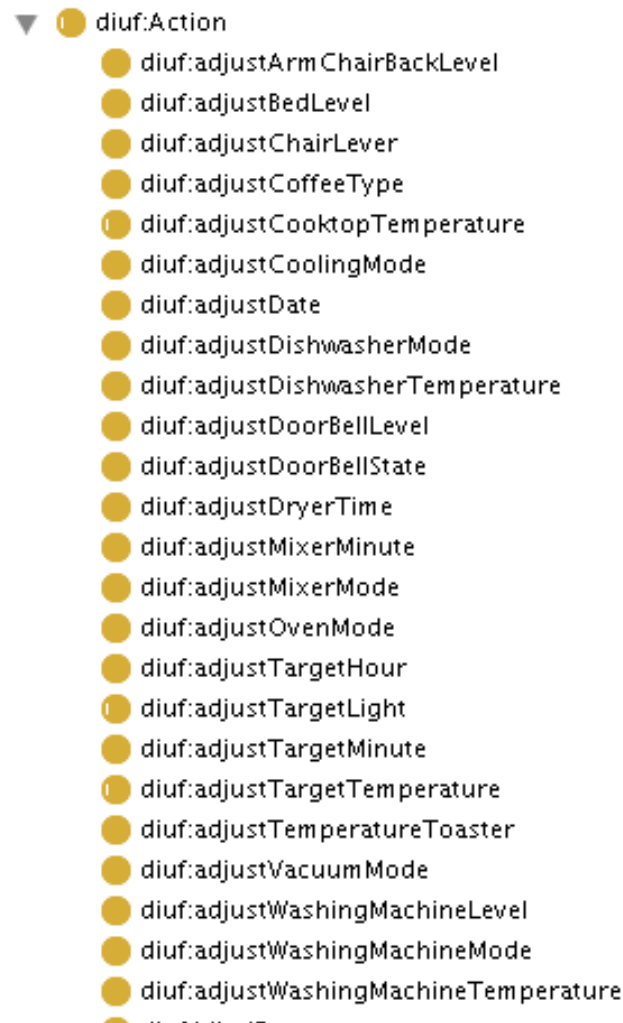 diuf:Action
diuf:adjustArmChairBackLevel
diuf:adjustBedLevel
diuf:adjustChairLever
diuf:adjustCoffeeType
diuf:adjustCooktopTemperature
diuf:adjustCoolingMode
diuf:adjustDate
diuf:adjustDishwasherMode
diuf:adjustDishwasherTemperature
diuf:adjustDoorBellLevel
diuf:adjustDoorBellState
diuf:adjustDryerTime
diuf:adjustMixerMinute
diuf:adjustMixerMode
diuf:adjustOvenMode
diuf:adjustTargetHour
diuf:adjustTargetLight
diuf:adjustTargetMinute
diuf:adjustTargetTemperature
diuf:adjustTemperatureToaster
diuf:adjustVacuumMode
diuf:adjustWashingMachineLevel
diuf:adjustWashingMachineMode
diuf:adjustWashingMachineTemperature